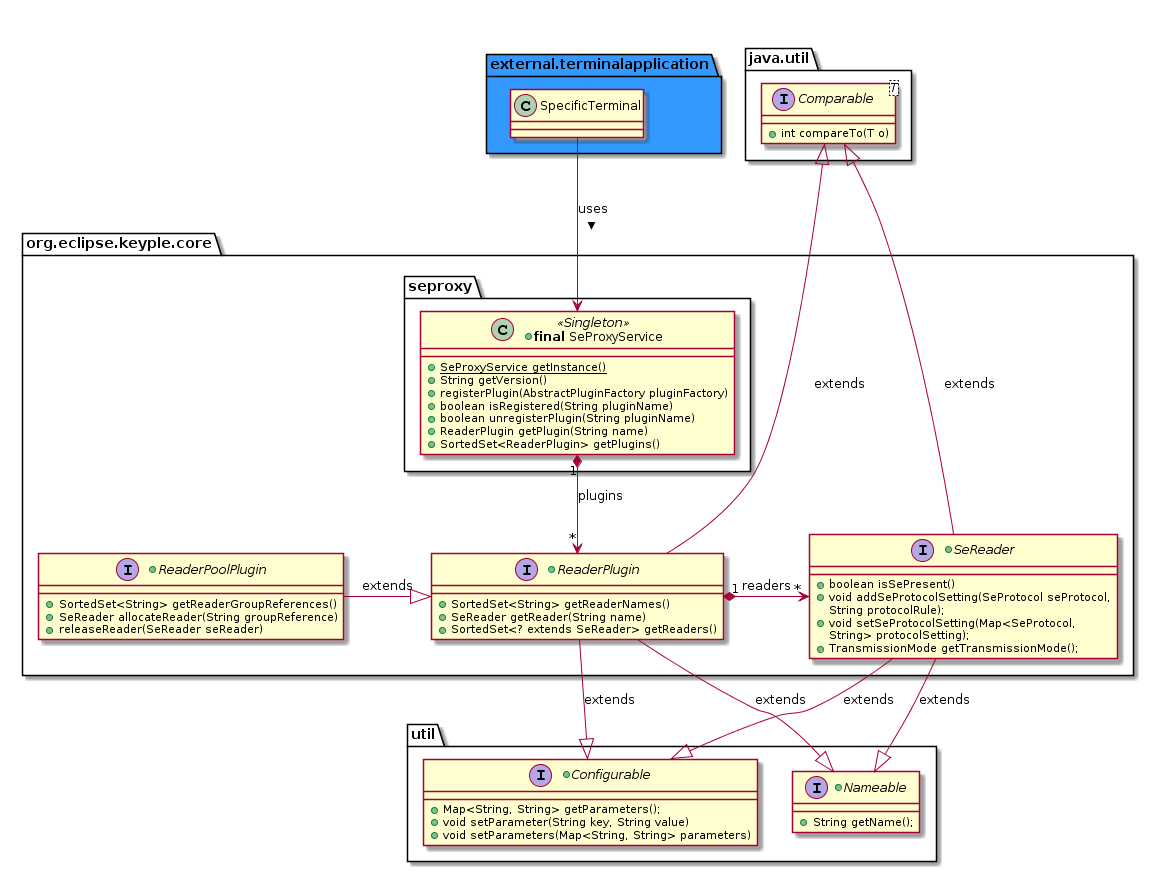 external.terminalapplication
C SpecificTerminal
java.util
I Comparable
T
int compareTo(T o)
uses
▼
org.eclipse.keyple.core
seproxy
«Singleton»
C final SeProxyService
SeProxyService getInstance()
String getVersion()
registerPlugin(AbstractPluginFactory pluginFactory)
boolean isRegistered(String pluginName)
boolean unregisterPlugin(String pluginName)
ReaderPlugin getPlugin(String name)
SortedSet<ReaderPlugin> getPlugins()
extends
extends
1
plugins
*
I ReaderPoolPlugin
SortedSet<String> getReaderGroupReferences()
SeReader allocateReader(String groupReference)
releaseReader(SeReader seReader)
extends
I ReaderPlugin
SortedSet<String> getReaderNames()
SeReader getReader(String name)
SortedSet<? extends SeReader> getReaders()
1 readers *
I SeReader
boolean isSePresent()
void addSeProtocolSetting(SeProtocol seProtocol,
String protocolRule);
void setSeProtocolSetting(Map<SeProtocol,
String> protocolSetting);
TransmissionMode getTransmissionMode();
extends
extends
extends
extends
util
I Configurable
Map<String, String> getParameters();
void setParameter(String key, String value)
void setParameters(Map<String, String> parameters)
I Nameable
String getName();